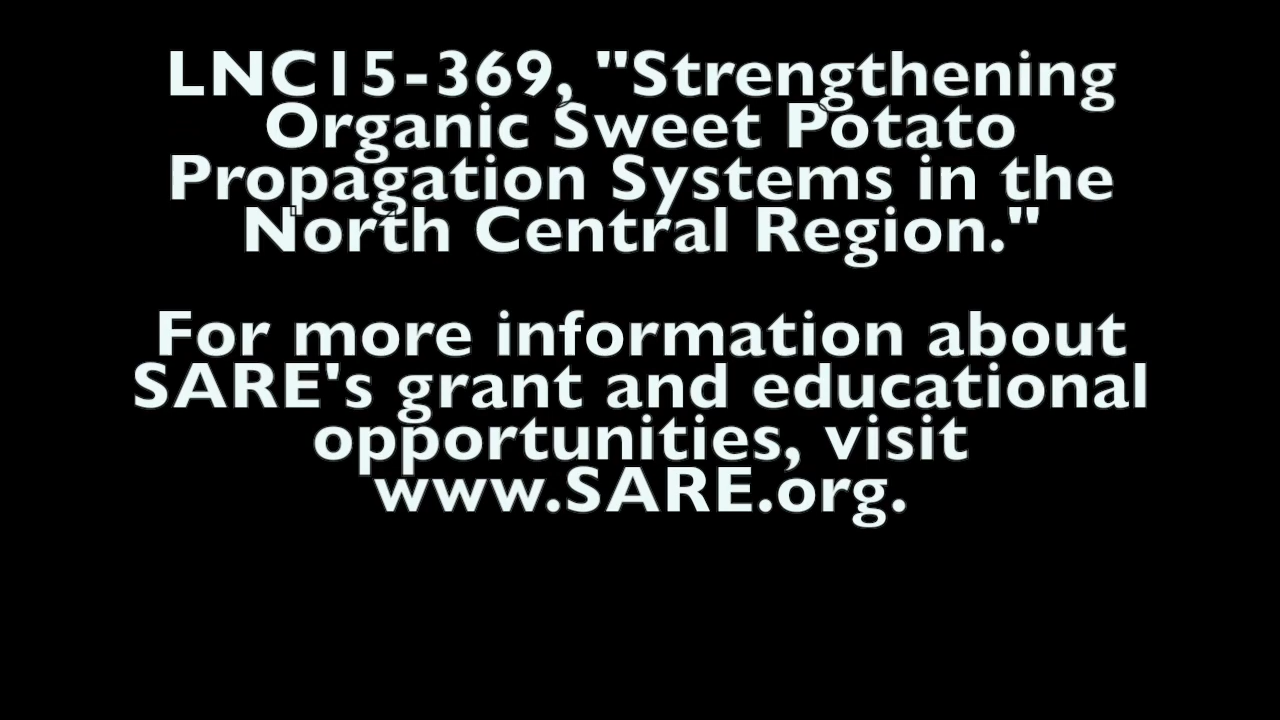 LNC15-369, "Strengthening
Organic Sweet Potato
Propagation Systems in the
North Central Region."
For more information about
SARE's grant and educational
opportunities, visit
www.SARE.org.